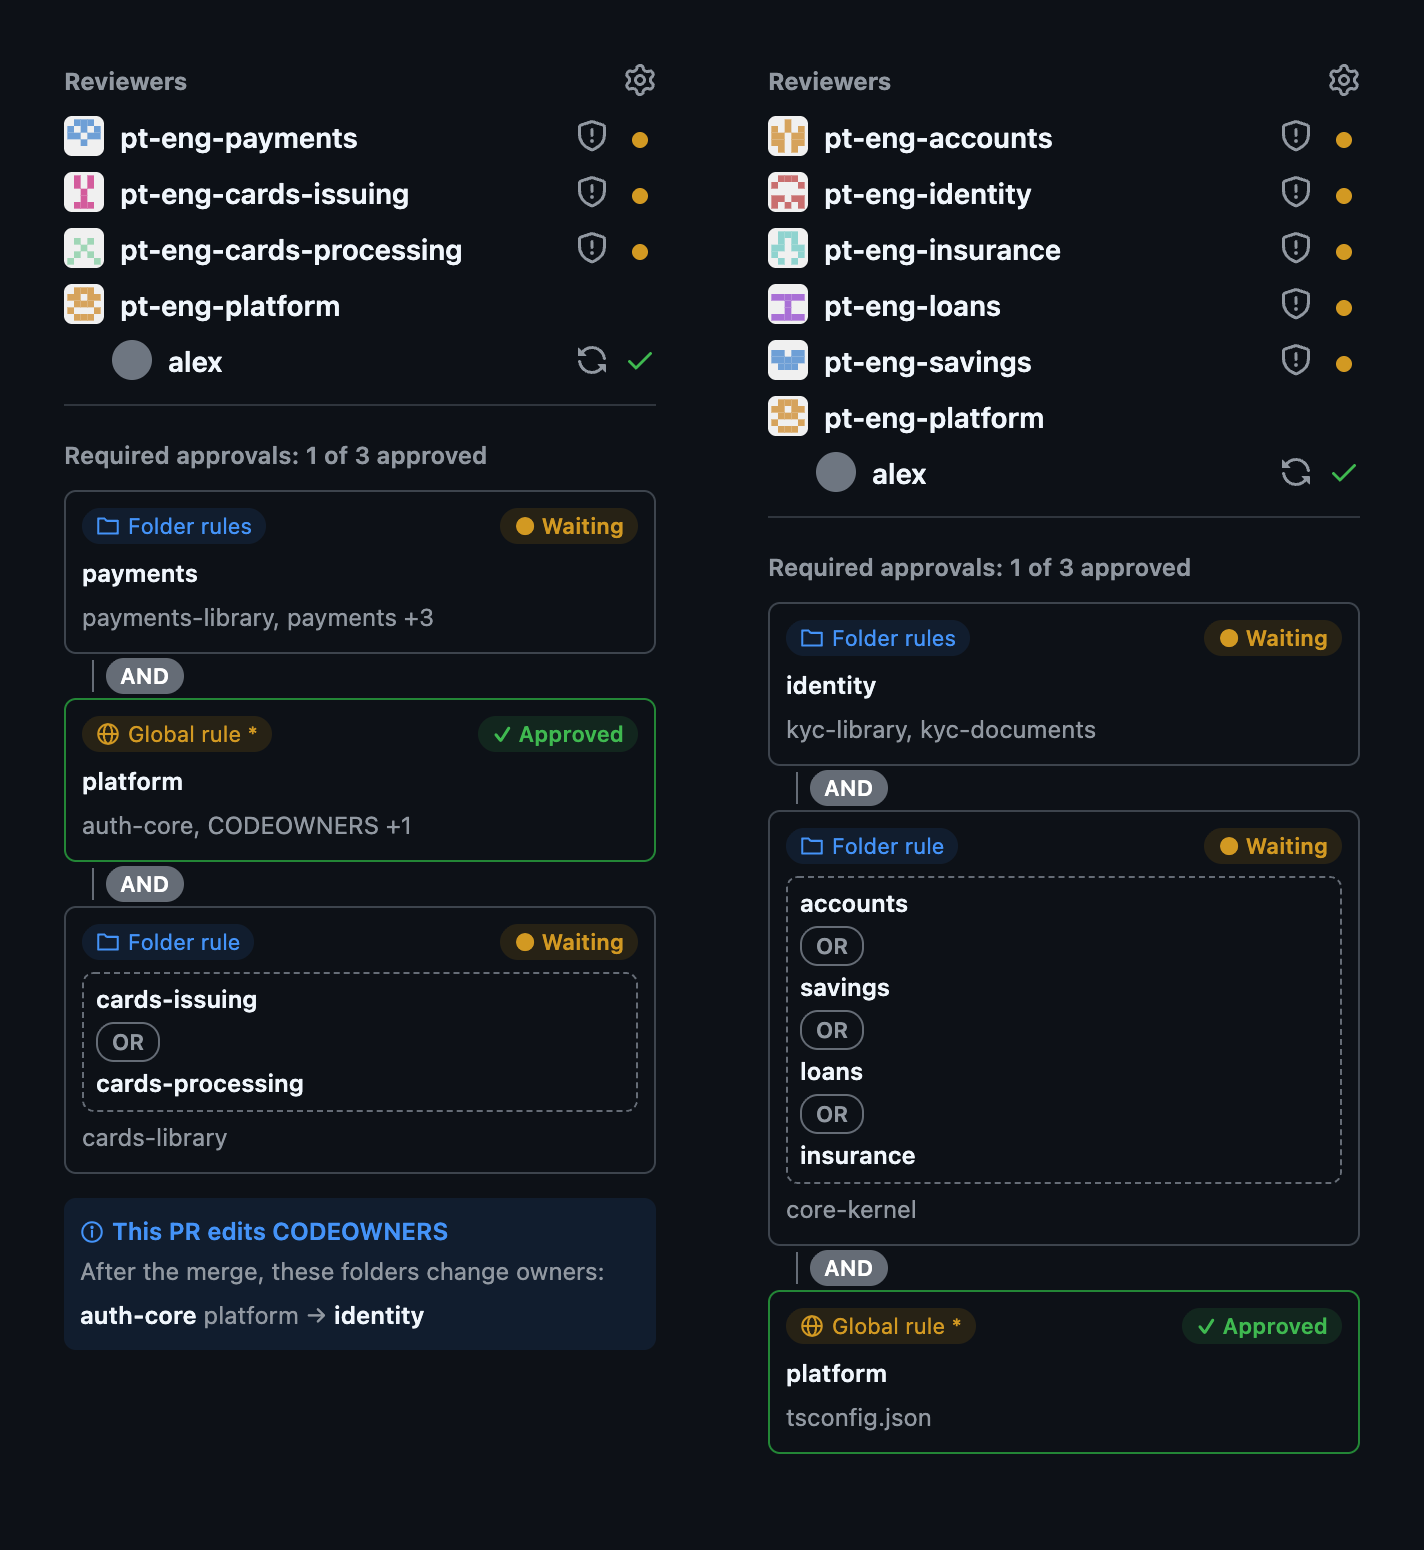 Reviewers
pt-eng-payments
pt-eng-cards-issuing
pt-eng-cards-processing
pt-eng-platform
alex
Required approvals: 1 of 3 approved
Folder rules
Waiting
payments
payments-library, payments +3
AND
Global rule *
Approved
platform
auth-core, CODEOWNERS +1
AND
Folder rule
Waiting
cards-issuing
OR
cards-processing
cards-library
This PR edits CODEOWNERS
After the merge, these folders change owners:
auth-core platform → identity
Reviewers
pt-eng-accounts
pt-eng-identity
pt-eng-insurance
pt-eng-loans
pt-eng-savings
pt-eng-platform
alex
Required approvals: 1 of 3 approved
Folder rules
Waiting
identity
kyc-library, kyc-documents
AND
Folder rule
Waiting
accounts
OR
savings
OR
loans
OR
insurance
core-kernel
AND
Global rule *
Approved
platform
tsconfig.json